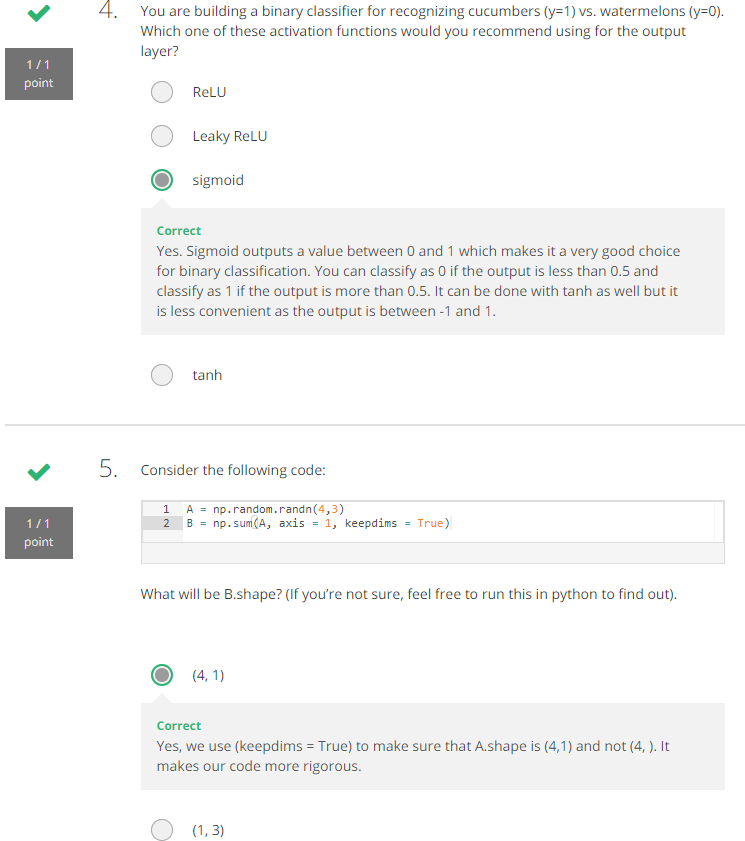 4.
You are building a binary classifier for recognizing cucumbers (y=1) vs. watermelons (y=0).
Which one of these activation functions would you recommend using for the output
layer?
1 / 1
point
ReLU
Leaky ReLU
sigmoid
Correct
Yes. Sigmoid outputs a value between 0 and 1 which makes it a very good choice
for binary classification. You can classify as 0 if the output is less than 0.5 and
classify as 1 if the output is more than 0.5. It can be done with tanh as well but it
is less convenient as the output is between -1 and 1.
tanh
5.
Consider the following code:
1 / 1
point
1 A = np.random.randn(4,3)
2 B = np.sum(A, axis = 1, keepdims = True)
What will be B.shape? (If you’re not sure, feel free to run this in python to find out).
(4, 1)
Correct
Yes, we use (keepdims = True) to make sure that A.shape is (4,1) and not (4, ). It
makes our code more rigorous.
(1, 3)